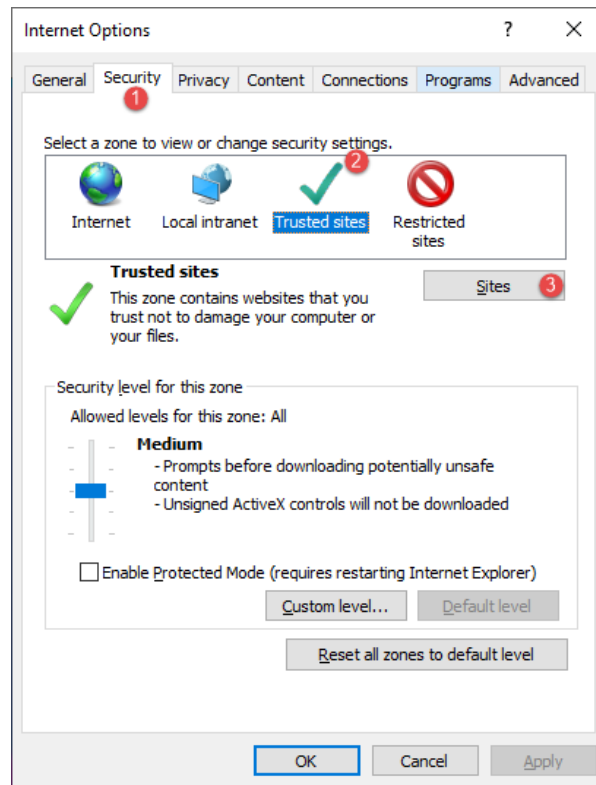 Internet Options
? X
General Security Privacy Content Connections Programs Advanced
1
Select a zone to view or change security settings.
2
Internet Local intranet Trusted sites Restricted
sites
Trusted sites
Sites 3
This zone contains websites that you
trust not to damage your computer or
your files.
Security level for this zone
Allowed levels for this zone: All
Medium
- Prompts before downloading potentially unsafe
content
- Unsigned ActiveX controls will not be downloaded
Enable Protected Mode (requires restarting Internet Explorer)
Custom level... Default level
Reset all zones to default level
OK Cancel Apply